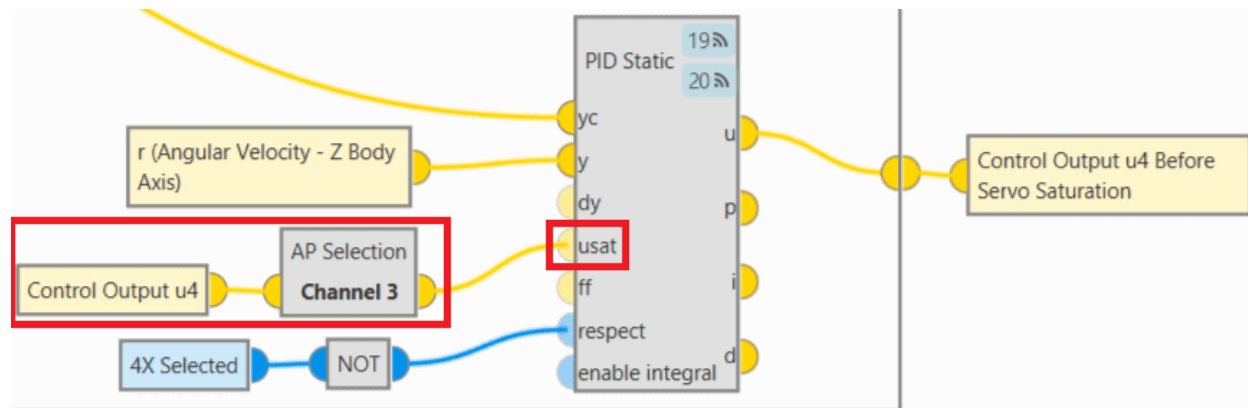 PID Static
19
20
yc
y
dy
usat
ff
respect
enable integral
u
p
i
d
r (Angular Velocity - Z Body
Axis)
AP Selection
Channel 3
Control Output u4
4X Selected
NOT
Control Output u4 Before
Servo Saturation